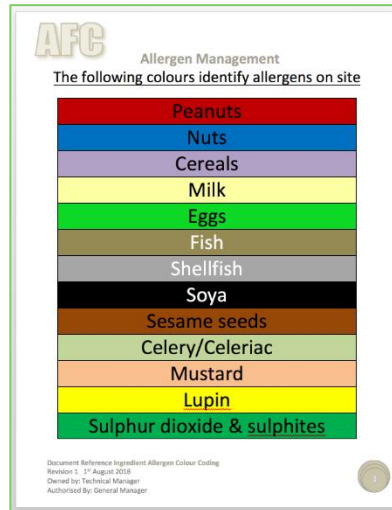 AFC
Allergen Management
The following colours identify allergens on site
Peanuts
Nuts
Cereals
Milk
Eggs
Fish
Shellfish
Soya
Sesame seeds
Celery/Celeriac
Mustard
Lupin
Sulphur dioxide & sulphites
Document Reference Ingredient Allergen Colour Coding
Revision 1 1st August 2018
Owned by: Technical Manager
Authorised By: General Manager
1